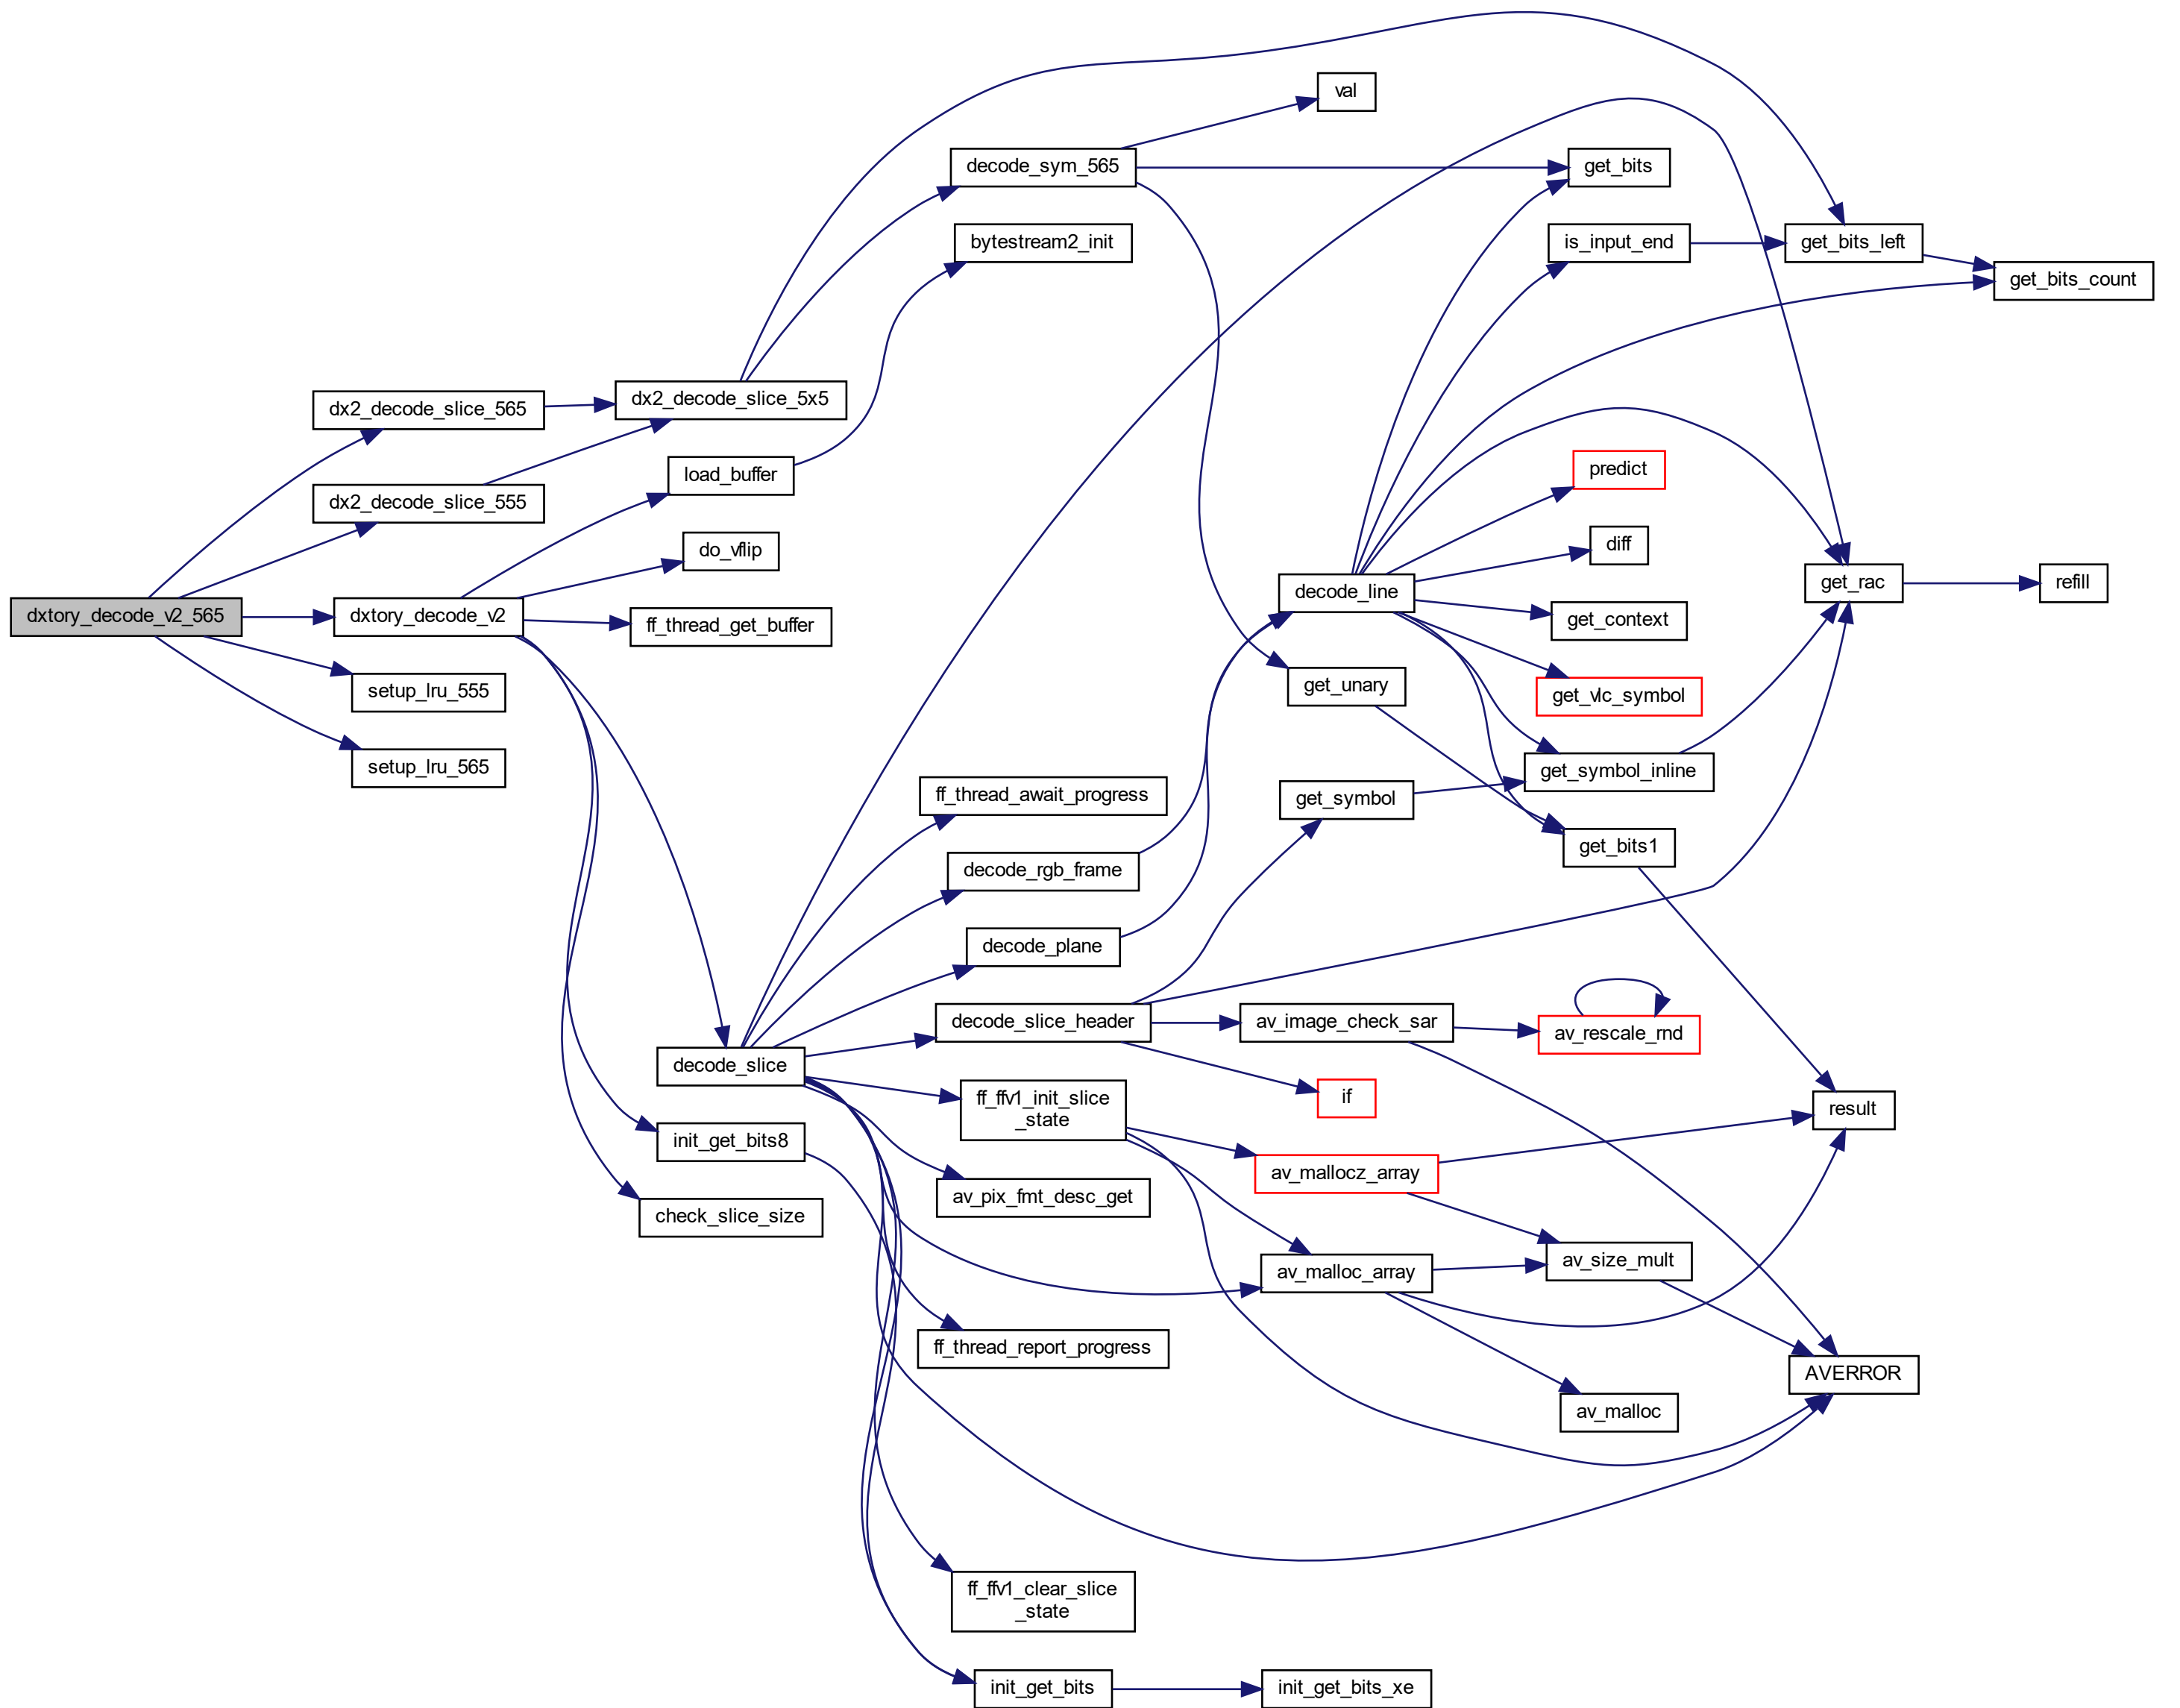 val
decode_sym_565
get_bits
bytestream2_init
is_input_end
get_bits_left
get_bits_count
dx2_decode_slice_565
dx2_decode_slice_5x5
load_buffer
predict
dx2_decode_slice_555
do_vflip
diff
decode_line
get_rac
refill
dxtory_decode_v2_565
dxtory_decode_v2
ff_thread_get_buffer
get_context
setup_lru_555
get_unary
get_vlc_symbol
setup_lru_565
get_symbol_inline
ff_thread_await_progress
get_symbol
get_bits1
decode_rgb_frame
decode_plane
decode_slice_header
av_image_check_sar
av_rescale_rnd
decode_slice
if
ff_ffv1_init_slice
_state
result
init_get_bits8
av_mallocz_array
av_pix_fmt_desc_get
check_slice_size
av_malloc_array
av_size_mult
ff_thread_report_progress
AVERROR
av_malloc
ff_ffv1_clear_slice
_state
init_get_bits
init_get_bits_xe